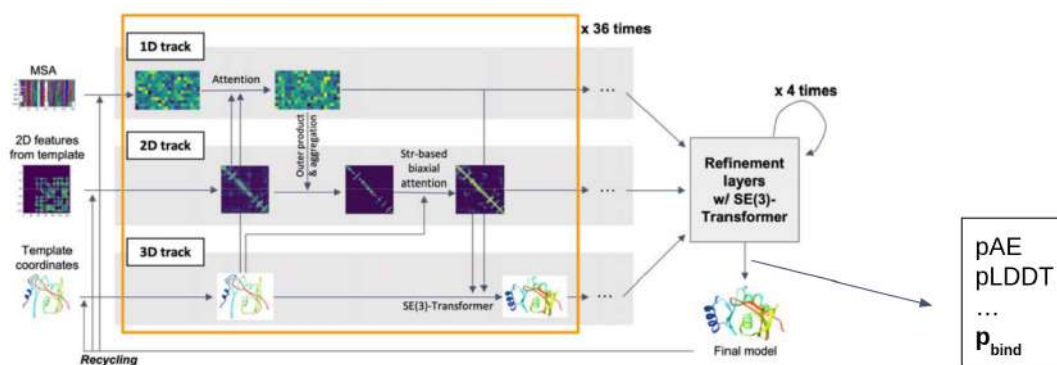 x 36 times
1D track
MSA
Attention
x 4 times
2D features
from template
2D track
Outer product
& aggregation
Str-based
biaxial
attention
Refinement
layers
w/ SE(3)-
Transformer
Template
coordinates
3D track
SE(3)-Transformer
...
...
...
Final model
Recycling
pAE
pLDDT
...
p_bind